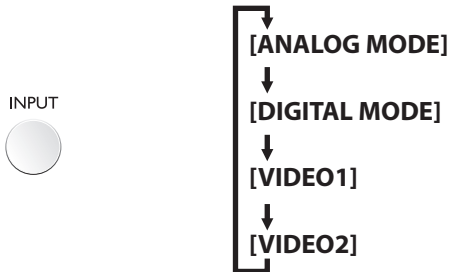 INPUT
[ANALOG MODE]
[DIGITAL MODE]
[VIDEO1]
[VIDEO2]